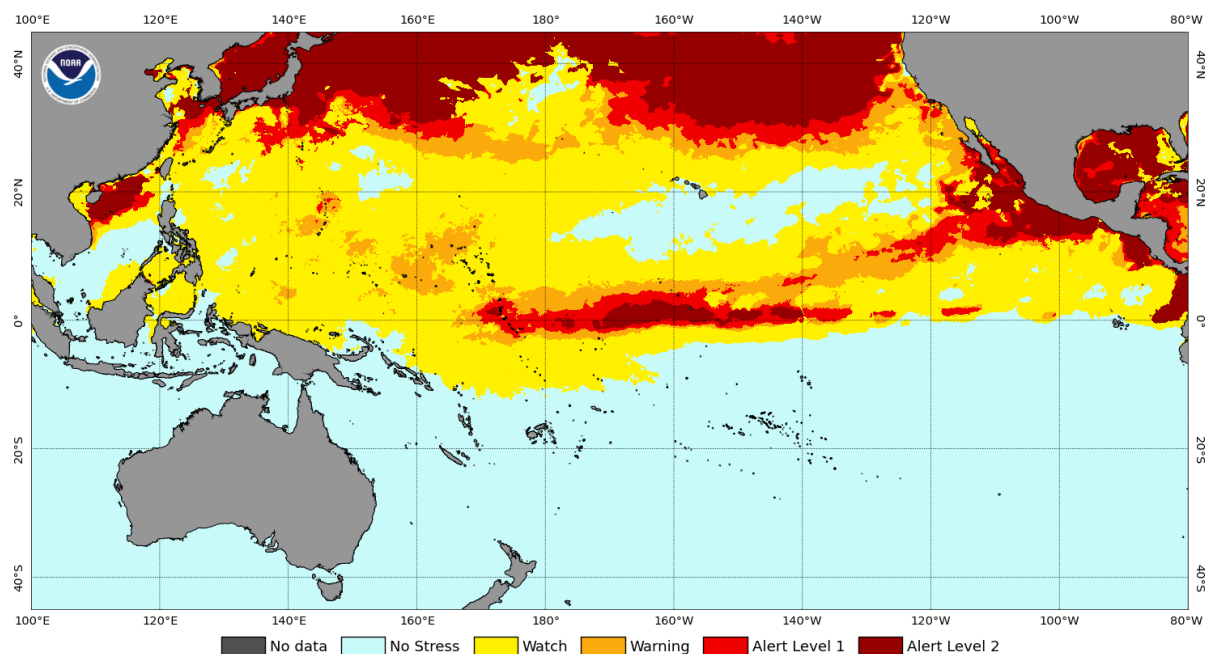 100°E 120°E 140°E 160°E 180° 160°W 140°W 120°W 100°W 80°W
NOAA
40°N 40°N
20°N 20°N
0° 0°
20°S 20°S
40°S 40°S
100°E 120°E 140°E 160°E 180° 160°W 140°W 120°W 100°W 80°W
No data No Stress Watch Warning Alert Level 1 Alert Level 2